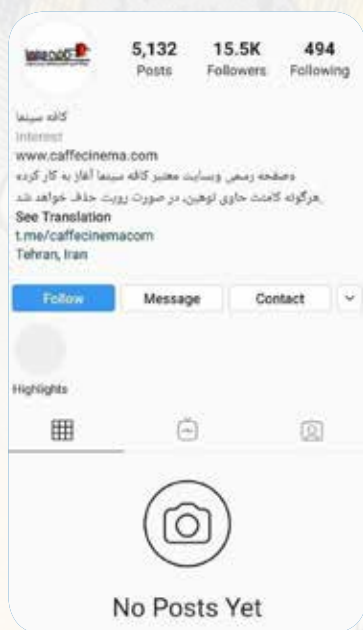 5,132 15.5K 494
Posts Followers Following
کافه سینما
Interest
www.caffecinema.com
صفحه رسمی وبسایت معتبر کافه سینما آغاز به کار کرده
هرگونه کامنت حاوی توهین، در صورت رویت حذف خواهد شد.
See Translation
t.me/caffecinemacom
Tehran, Iran
Follow Message Contact
Highlights
No Posts Yet